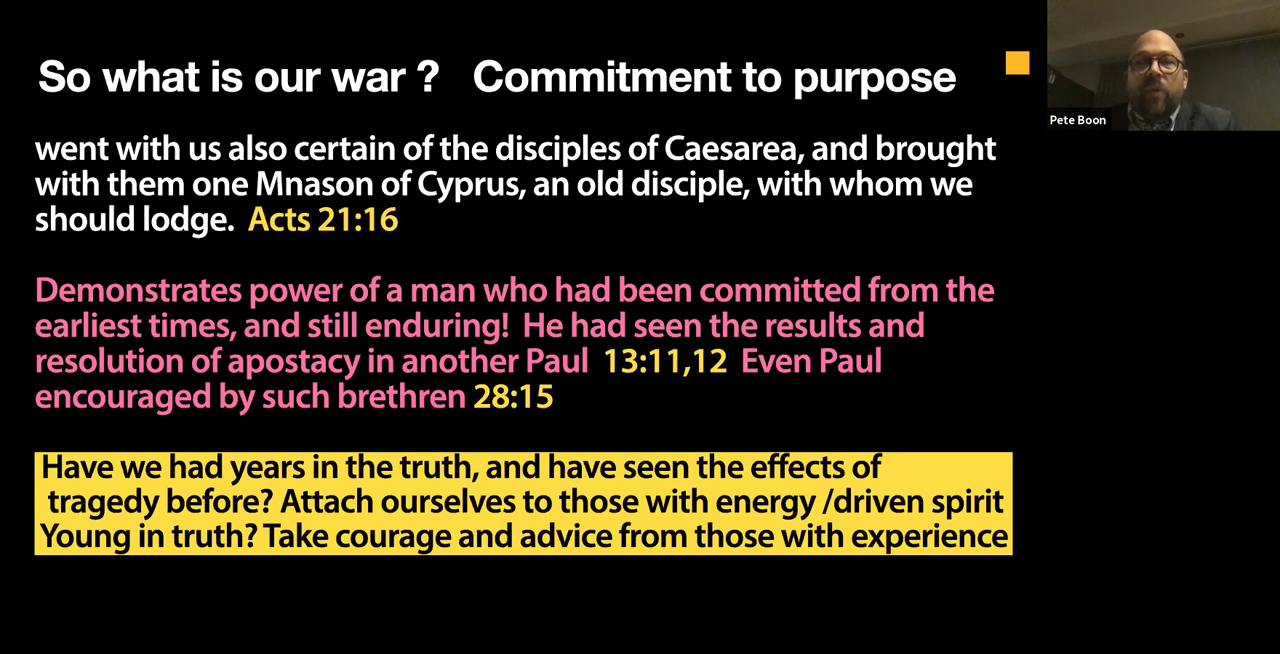 So what is our war ? Commitment to purpose
Pete Boon
went with us also certain of the disciples of Caesarea, and brought
with them one Mnason of Cyprus, an old disciple, with whom we
should lodge. Acts 21:16
Demonstrates power of a man who had been committed from the
earliest times, and still enduring! He had seen the results and
resolution of apostacy in another Paul 13:11,12 Even Paul
encouraged by such brethren 28:15
Have we had years in the truth, and have seen the effects of
tragedy before? Attach ourselves to those with energy /driven spirit
Young in truth? Take courage and advice from those with experience